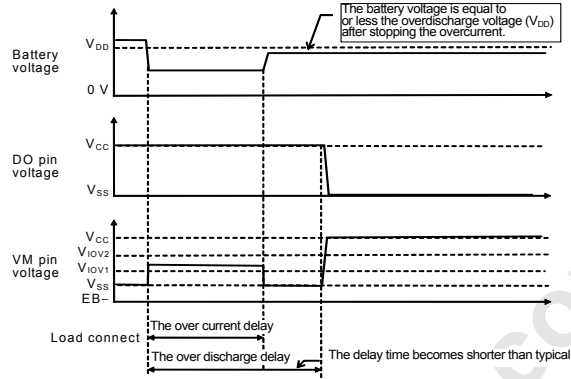 The battery voltage is equal to
or less the overdischarge voltage (VDD)
after stopping the overcurrent.
VDD
Battery
voltage
0 V
VCC
DO pin
voltage
VSS
VCC
VIOV2
VM pin
voltage
VIOV1
VSS
EB−
Load connect
The over current delay
The over discharge delay
The delay time becomes shorter than typical